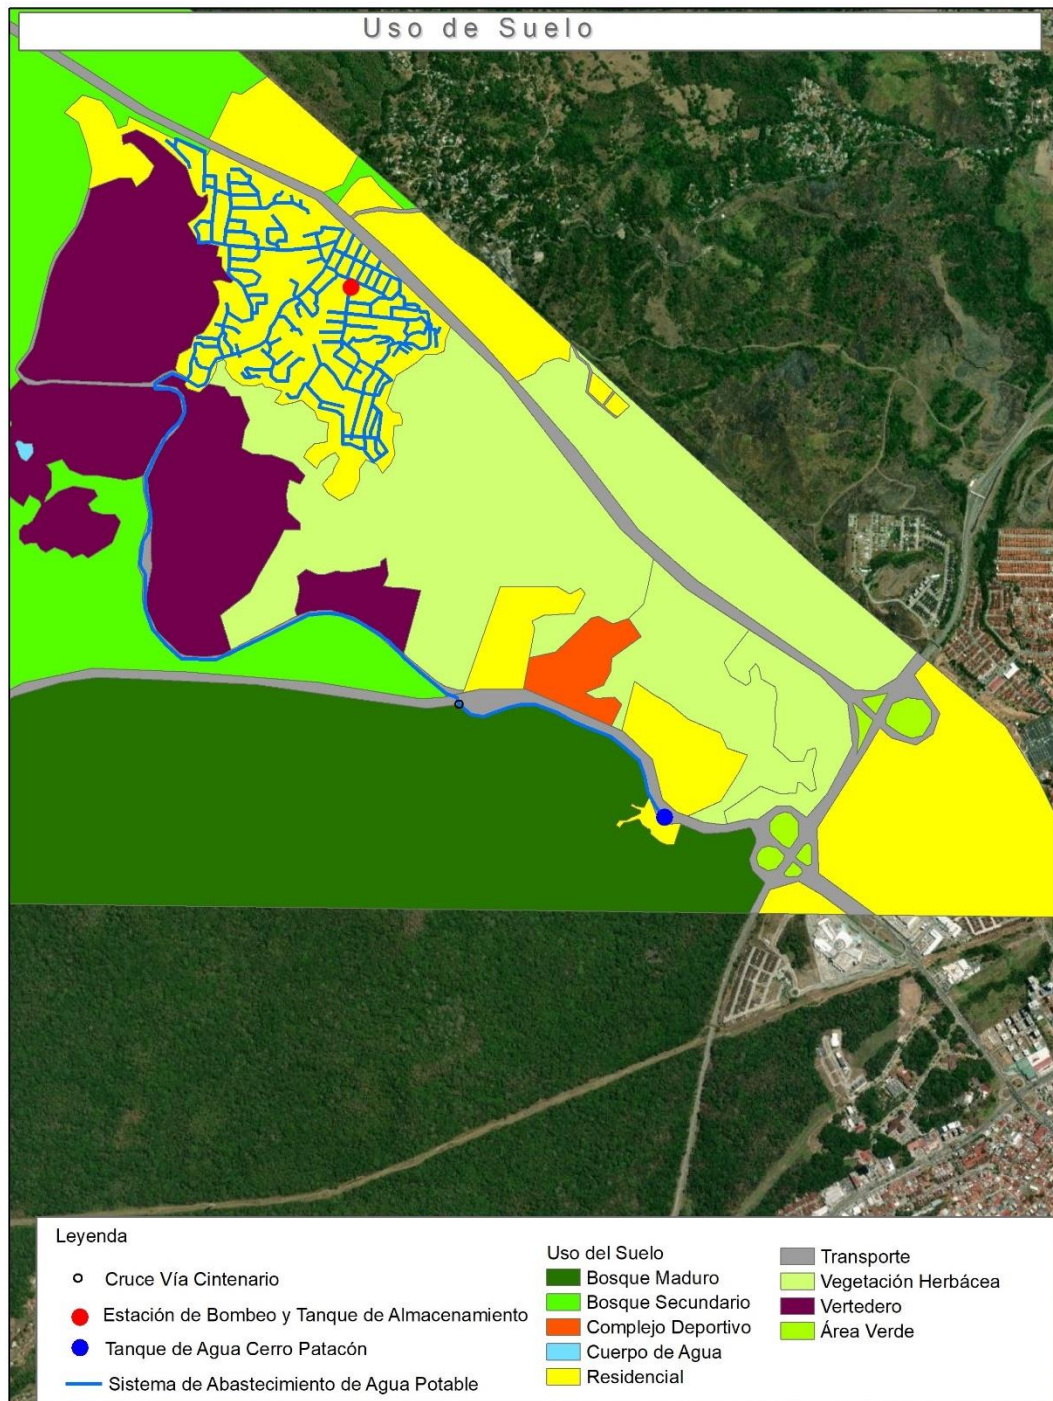 Uso de Suelo
Leyenda
Cruce Vía Cintenario
Estación de Bombeo y Tanque de Almacenamiento
Tanque de Agua Cerro Patacón
Sistema de Abastecimiento de Agua Potable
Uso del Suelo
Bosque Maduro
Bosque Secundario
Complejo Deportivo
Cuerpo de Agua
Residencial
Transporte
Vegetación Herbácea
Vertedero
Área Verde